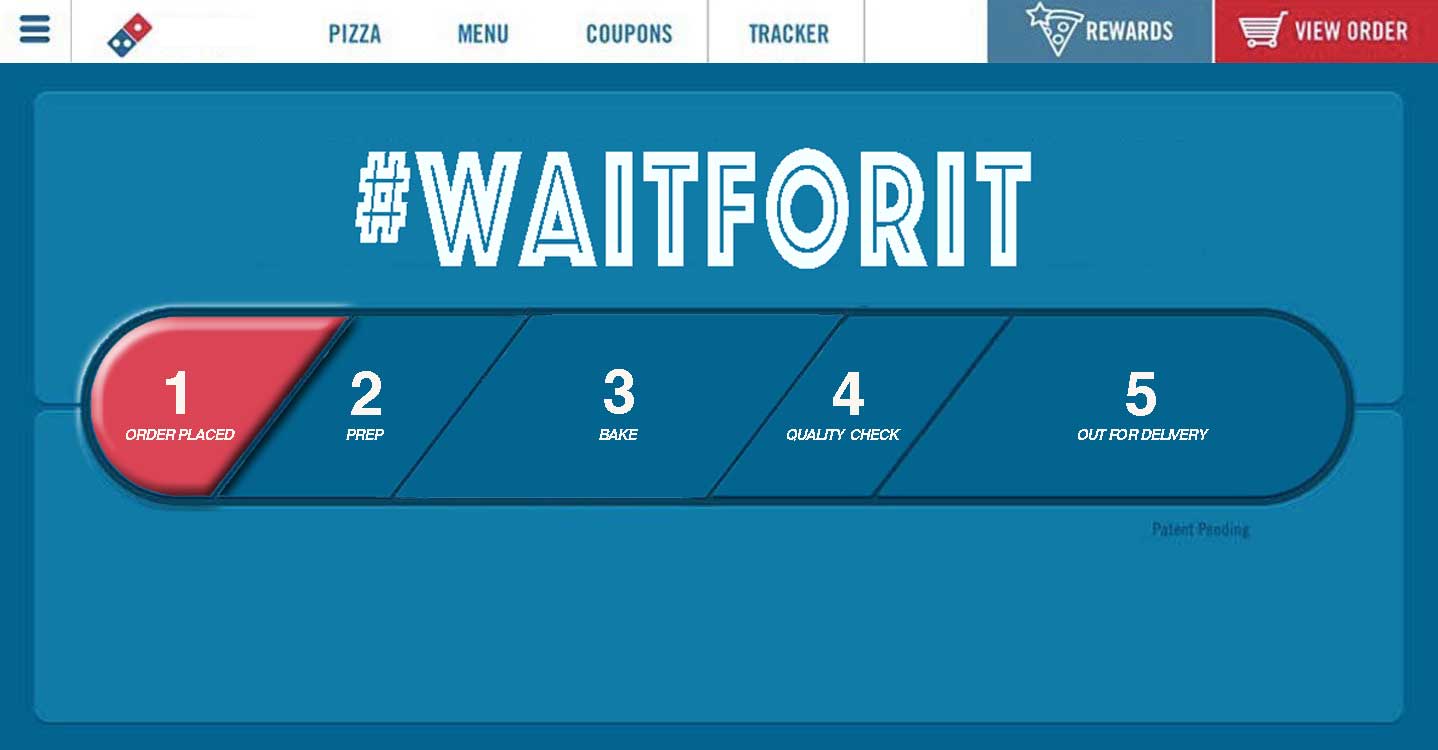 PIZZA MENU COUPONS TRACKER REWARDS VIEW ORDER
#WAITFORIT
1 2 3 4 5
ORDER PLACED PREP BAKE QUALITY CHECK OUT FOR DELIVERY
Patent Pending